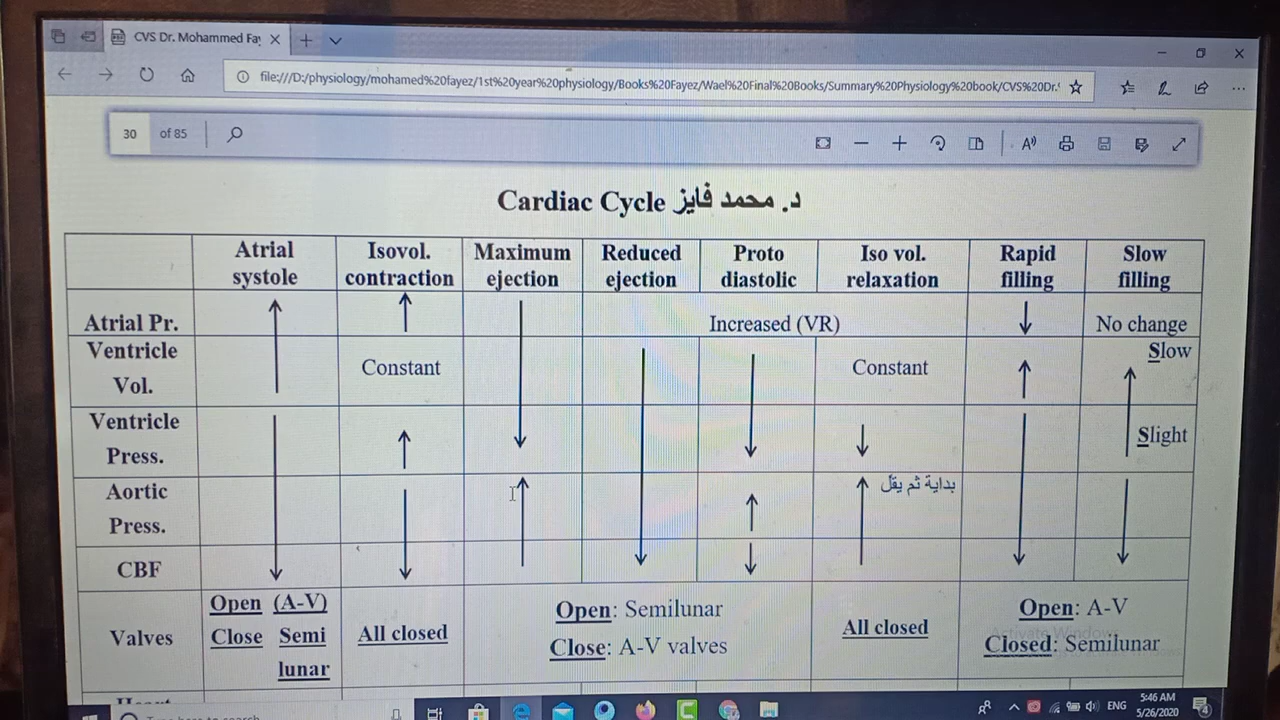 CVS Dr. Mohammed Fay
file:///D:/physiology/mohamed%20fayez/1st%20year%20physiology/Books%20Fayez/Wael%20Final%20Books/Summary%20Physiology%20book/CVS%20Dr.
30 of 85
Cardiac Cycle د. محمد فايز
Atrial systole
Isovol. contraction
Maximum ejection
Reduced ejection
Proto diastolic
Iso vol. relaxation
Rapid filling
Slow filling
Atrial Pr.
Increased (VR)
No change
Ventricle Vol.
Constant
Constant
Slow
Ventricle Press.
Slight
Aortic Press.
بداية ثم يقل
CBF
Valves
Open (A-V)
Close Semi lunar
All closed
Open: Semilunar
Close: A-V valves
All closed
Open: A-V
Closed: Semilunar
ENG
5:46 AM
5/26/2020
4